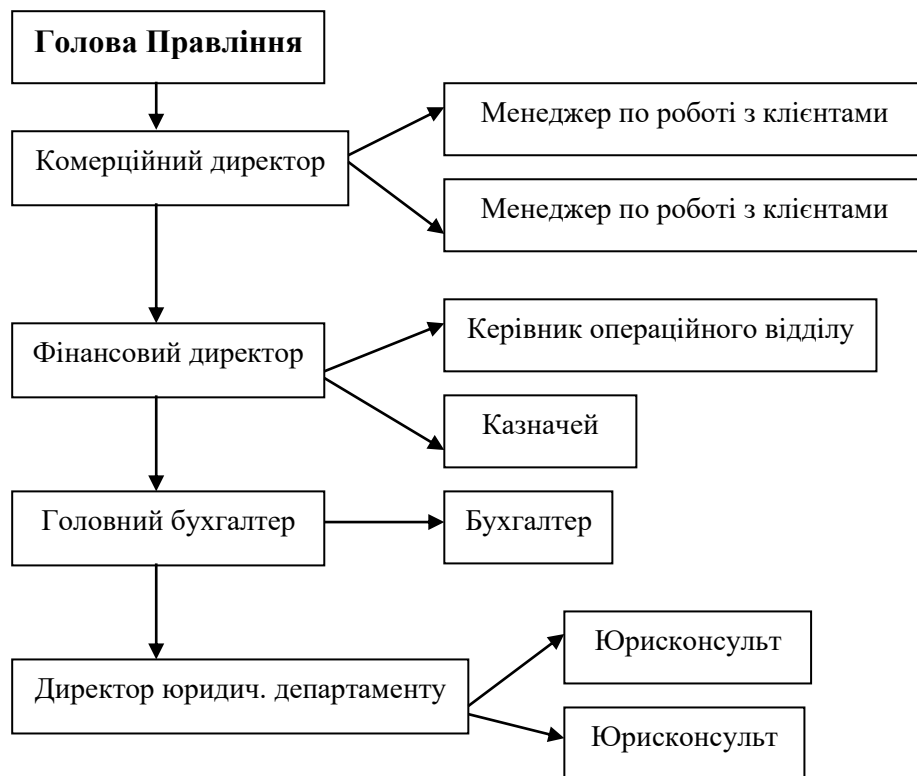 Голова Правління
Менеджер по роботі з клієнтами
Комерційний директор
Менеджер по роботі з клієнтами
Керівник операційного відділу
Фінансовий директор
Казначей
Головний бухгалтер
Бухгалтер
Юрисконсульт
Директор юридич. департаменту
Юрисконсульт